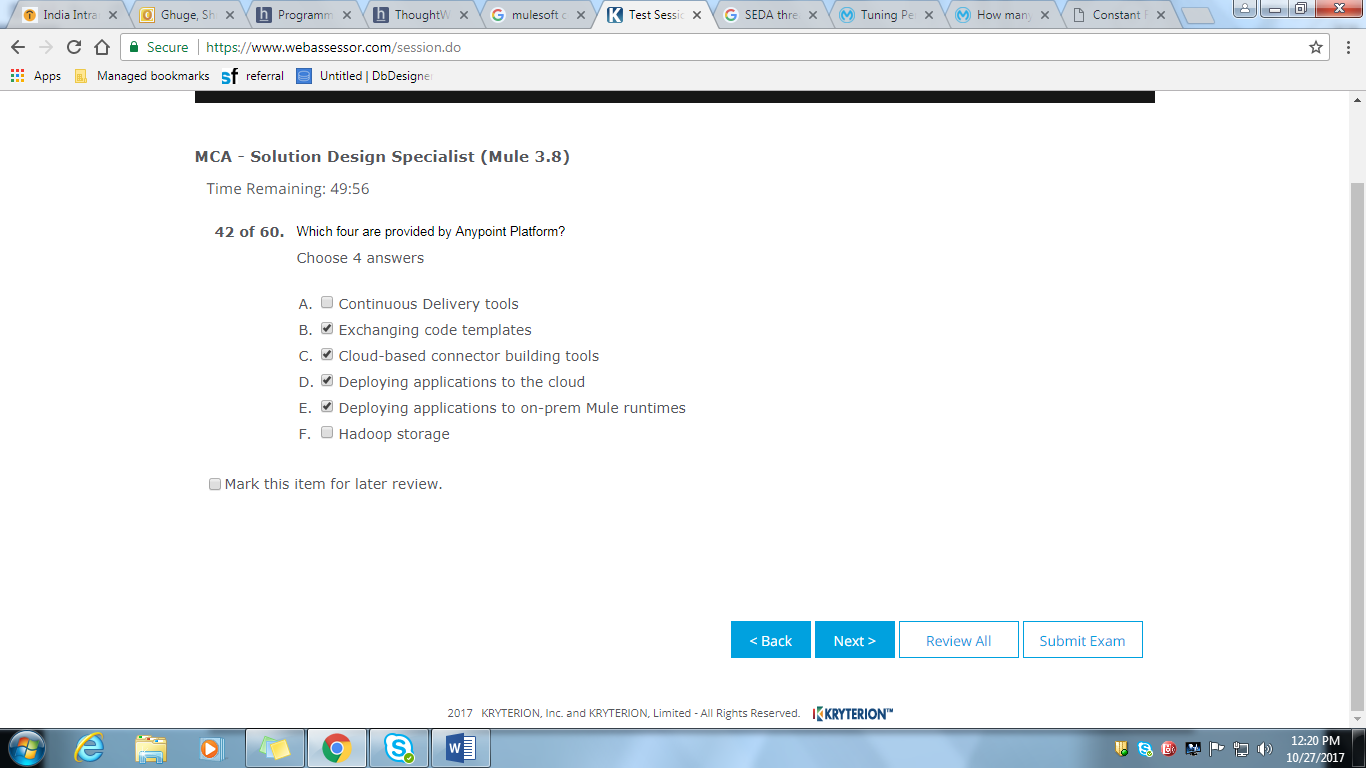 India Intra
Ghuge, Sh
Programm
ThoughtW
mulesoft c
Test Sessio
SEDA thre
Tuning Pe
How many
Constant
Secure https://www.webassessor.com/session.do
Apps Managed bookmarks sf referral Untitled | DbDesigner
MCA - Solution Design Specialist (Mule 3.8)
Time Remaining: 49:56
42 of 60. Which four are provided by Anypoint Platform?
Choose 4 answers
A. Continuous Delivery tools
B. Exchanging code templates
C. Cloud-based connector building tools
D. Deploying applications to the cloud
E. Deploying applications to on-prem Mule runtimes
F. Hadoop storage
Mark this item for later review.
< Back Next > Review All Submit Exam
2017 KRYTERION, Inc. and KRYTERION, Limited - All Rights Reserved. KRYTERION™
12:20 PM
10/27/2017